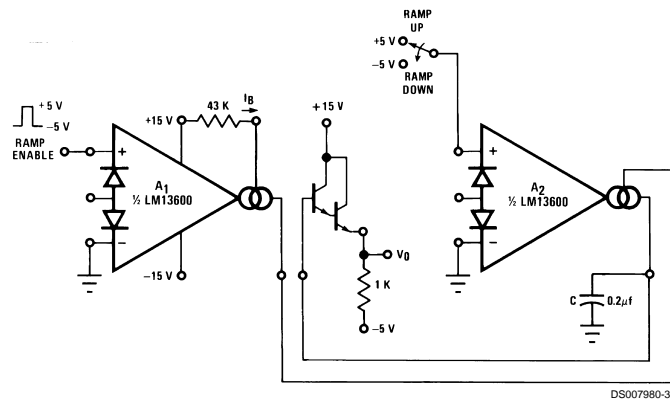 RAMP
UP
+5 V
−5 V
RAMP
DOWN
+ 5 V
−5 V
RAMP
ENABLE
+15 V
43 K
IB
+
A1
½ LM13600
−
−15 V
+ 15 V
V0
1 K
−5 V
+
A2
½ LM13600
−
C
0.2μf
DS007980-3